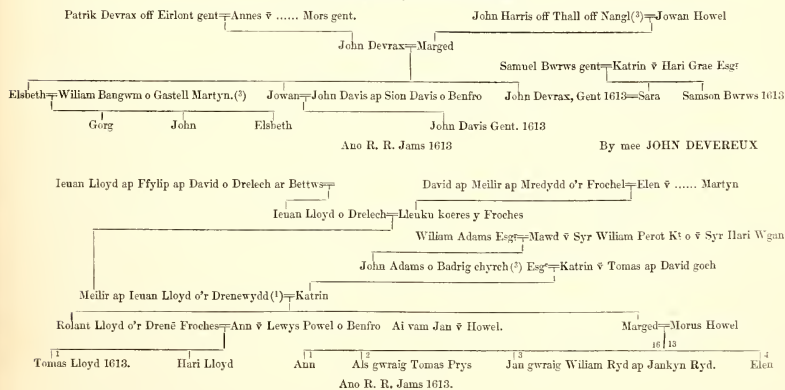 Patrik Devrax off Eirlont gent Annes v̄ ...... Mors gent. John Harris off Thall off Nangl(³) Jowan Howel
John Devrax Marged
Samuel Bwrws gent Katrin v̄ Hari Grae Esgr
Elsbeth Wiliam Bangwm o Gastell Martyn.(³) Jowan John Davis ap Sion Davis o Benfro John Devrax, Gent 1613 Sara Samson Bwrws 1613
Gorg John Elsbeth John Davis Gent. 1613
Ano R. R. Jams 1613 By mee JOHN DEVEREUX
Ieuan Lloyd ap Ffylip ap David o Drelech ar Bettws David ap Meilir ap Mredydd o'r Frochel Elen v̄ ...... Martyn
Ieuan Lloyd o Drelech Lleuku koeres y Froches
Wiliam Adams Esgr Mawd v̄ Syr Wiliam Perot Kt o v̄ Syr Hari Wgan
John Adams o Badrig chyrch(²) Esgr Katrin v̄ Tomas ap David goch
Meilir ap Ieuan Lloyd o'r Drenewydd(¹) Katrin
Rolant Lloyd o'r Drenē Froches Ann v̄ Lewys Powel o Benfro Ai vam Jan v̄ Howel. Marged Morus Howel
16 13
1 1 2 3 4
Tomas Lloyd 1613. Hari Lloyd Ann Als gwraig Tomas Prys Jan gwraig Wiliam Ryd ap Jankyn Ryd. Elen
Ano R. R. Jams 1613.